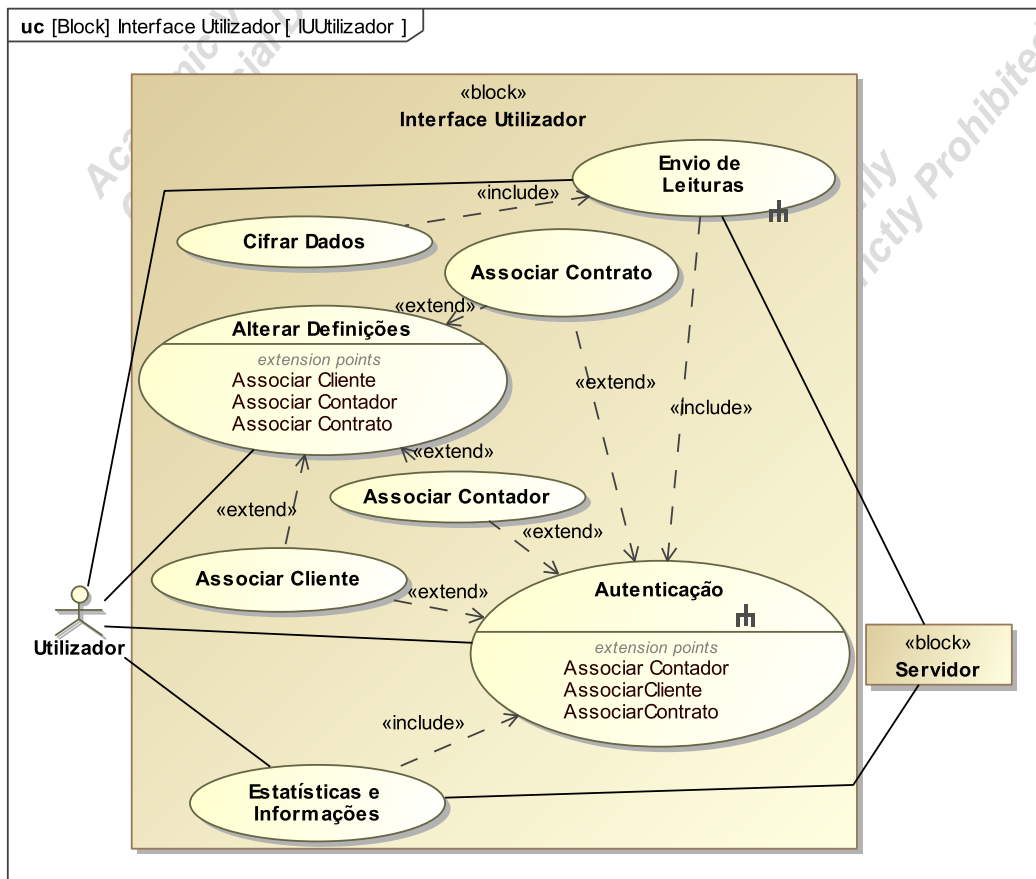 uc [Block] Interface Utilizador [ IUUtilizador ]
«block»
Interface Utilizador
Envio de
Leituras
«include»
Cifrar Dados
Associar Contrato
«extend»
Alterar Definições
extension points
Associar Cliente
Associar Contador
Associar Contrato
«extend»
«include»
«extend»
Associar Contador
«extend»
«extend»
Associar Cliente
«extend»
Autenticação
extension points
Associar Contador
AssociarCliente
AssociarContrato
Utilizador
«block»
Servidor
«include»
Estatísticas e
Informações
Prohibited